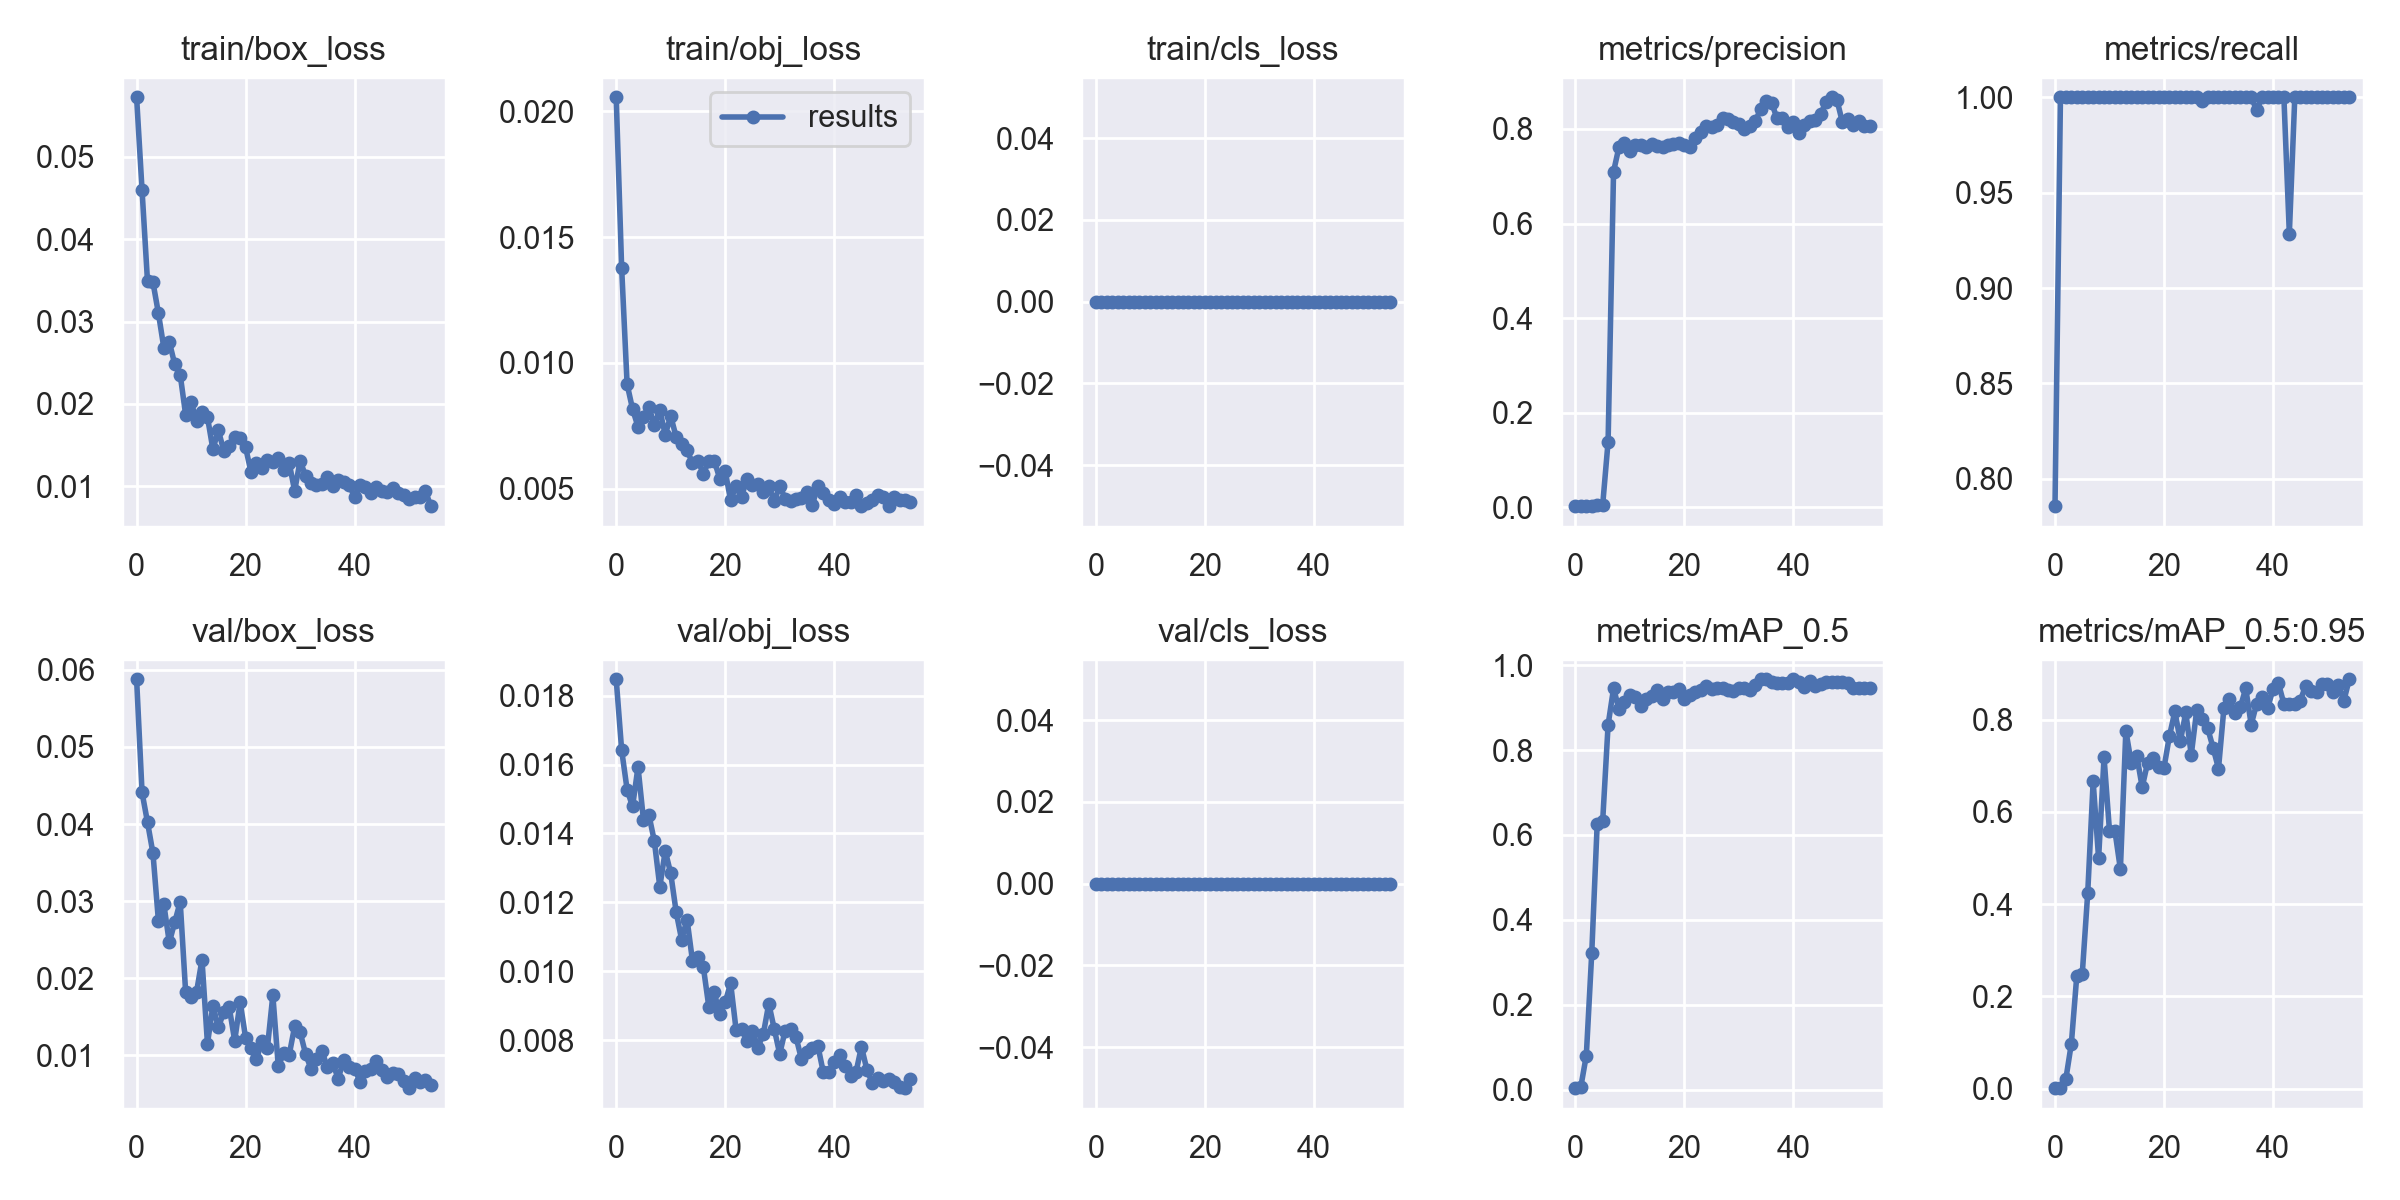 train/box_loss
0.05
0.04
0.03
0.02
0.01
0 20 40
train/obj_loss
results
0.020
0.015
0.010
0.005
0 20 40
train/cls_loss
0.04
0.02
0.00
−0.02
−0.04
0 20 40
metrics/precision
0.8
0.6
0.4
0.2
0.0
0 20 40
metrics/recall
1.00
0.95
0.90
0.85
0.80
0 20 40
val/box_loss
0.06
0.05
0.04
0.03
0.02
0.01
0 20 40
val/obj_loss
0.018
0.016
0.014
0.012
0.010
0.008
0 20 40
val/cls_loss
0.04
0.02
0.00
−0.02
−0.04
0 20 40
metrics/mAP_0.5
1.0
0.8
0.6
0.4
0.2
0.0
0 20 40
metrics/mAP_0.5:0.95
0.8
0.6
0.4
0.2
0.0
0 20 40